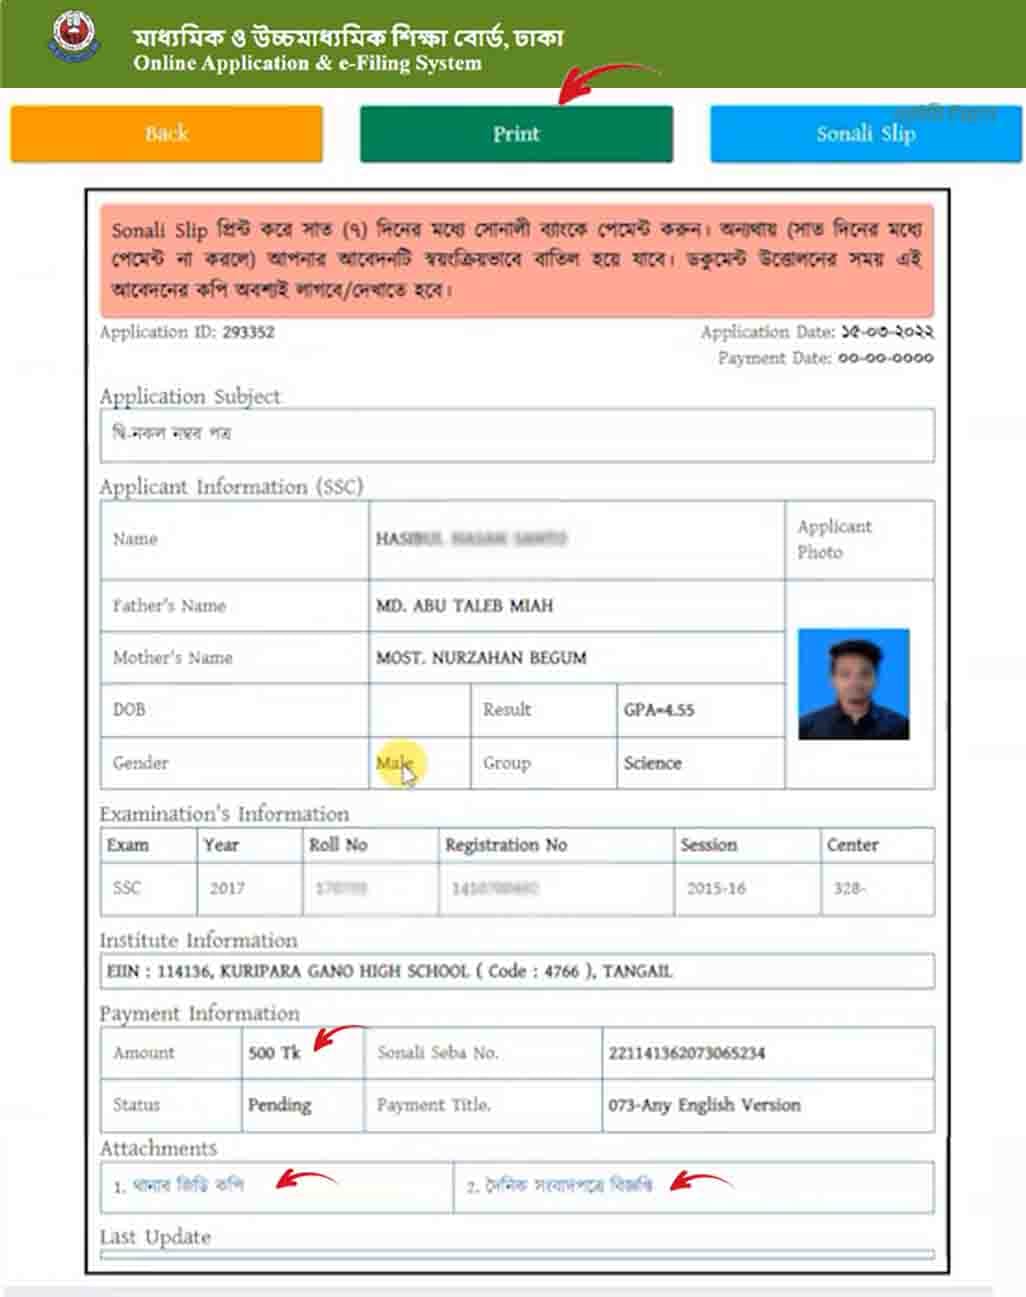 মাধ্যমিক ও উচ্চমাধ্যমিক শিক্ষা বোর্ড, ঢাকা
Online Application & e-Filing System
Back
Print
Sonali Slip
Sonali Slip প্রিন্ট করে সাত (৭) দিনের মধ্যে সোনালী ব্যাংকে পেমেন্ট করুন। অন্যথায় (সাত দিনের মধ্যে
পেমেন্ট না করলে) আপনার আবেদনটি স্বয়ংক্রিয়ভাবে বাতিল হয়ে যাবে। ডকুমেন্ট উত্তোলনের সময় এই
আবেদনের কপি অবশ্যই লাগবে/দেখাতে হবে।
Application ID: 293352
Application Date: ১৫-০৩-২০২২
Payment Date: ০০-০০-০০০০
Application Subject
দ্বি-নকল নম্বর পত্র
Applicant Information (SSC)
Name
Applicant
Photo
Father's Name MD. ABU TALEB MIAH
Mother's Name MOST. NURZAHAN BEGUM
DOB Result GPA=4.55
Gender Male Group Science
Examination's Information
Exam Year Roll No Registration No Session Center
SSC 2017 2015-16 328-
Institute Information
EIIN : 114136, KURIPARA GANO HIGH SCHOOL ( Code : 4766 ), TANGAIL
Payment Information
Amount 500 Tk Sonali Seba No. 221141362073065234
Status Pending Payment Title. 073-Any English Version
Attachments
1. থানার জিডি কপি 2. দৈনিক সংবাদপত্রে বিজ্ঞপ্তি
Last Update